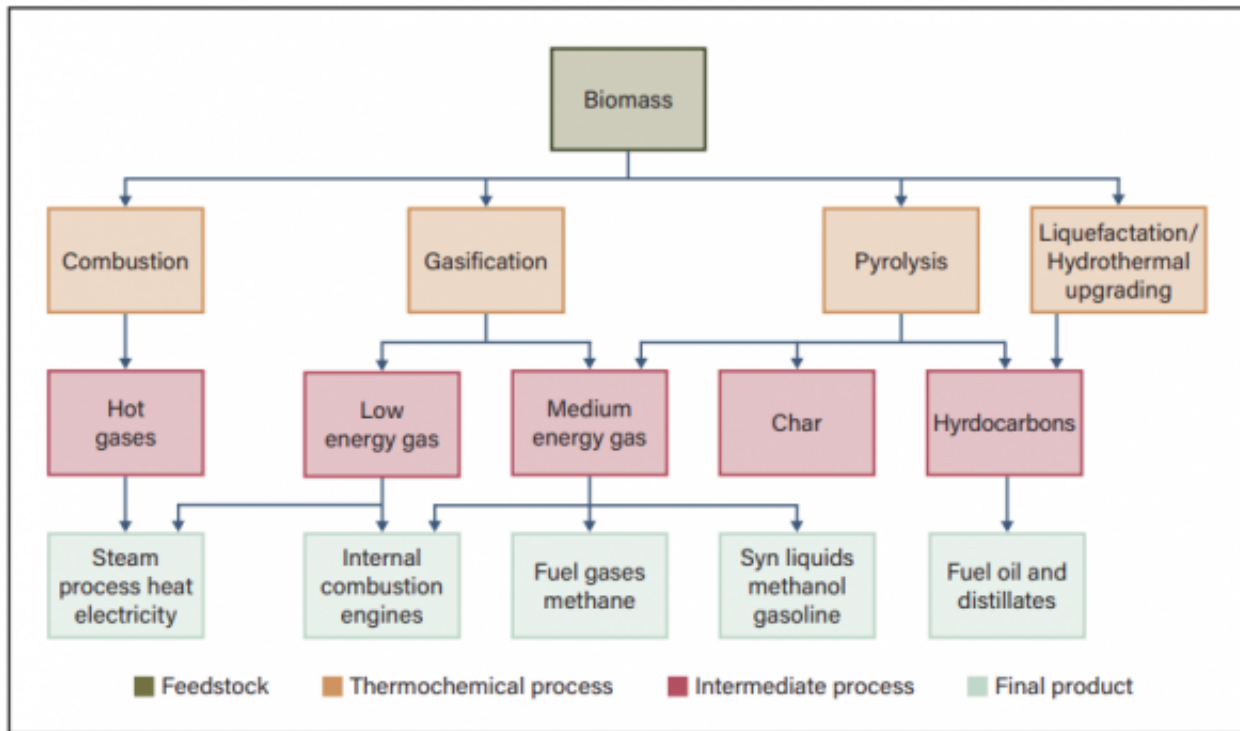 Biomass
Combustion
Gasification
Pyrolysis
Liquefactation/
Hydrothermal
upgrading
Hot
gases
Low
energy gas
Medium
energy gas
Char
Hyrdocarbons
Steam
process heat
electricity
Internal
combustion
engines
Fuel gases
methane
Syn liquids
methanol
gasoline
Fuel oil and
distillates
Feedstock
Thermochemical process
Intermediate process
Final product